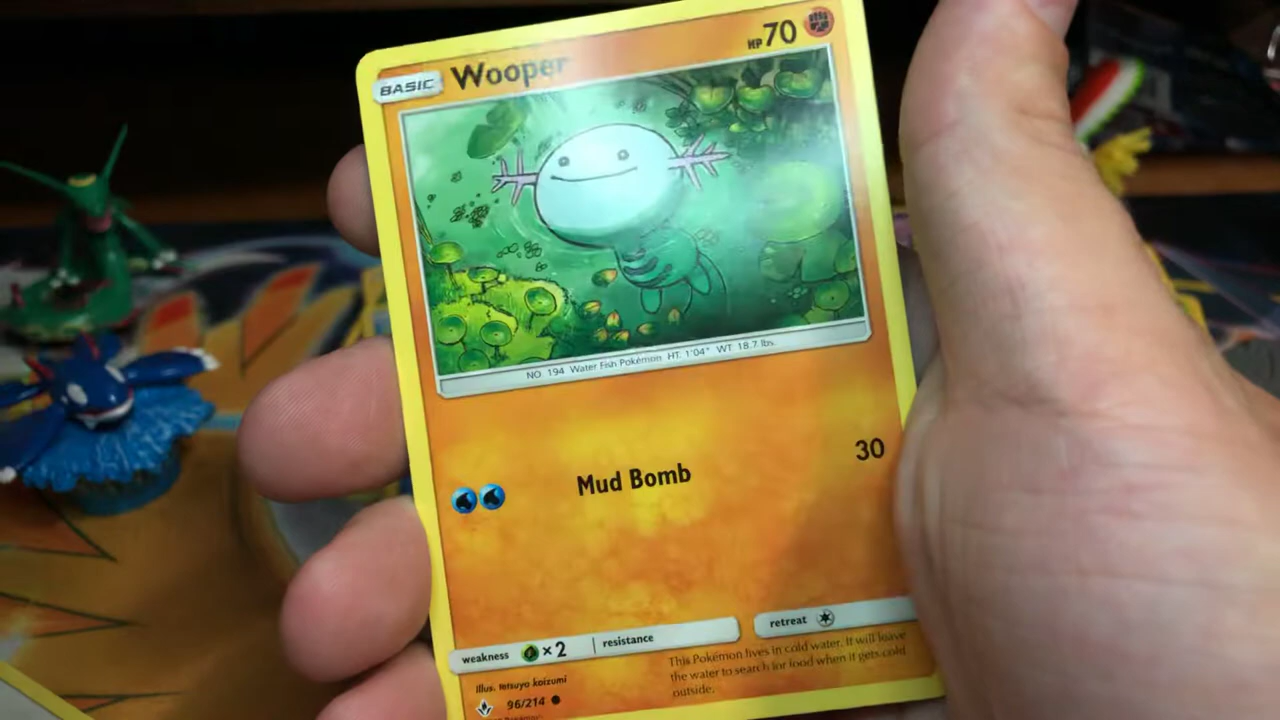 BASIC Wooper HP 70
NO. 194 Water Fish Pokémon HT: 1'04" WT: 18.7 lbs.
Mud Bomb 30
weakness ×2 resistance retreat
This Pokémon lives in cold water. It will leave
the water to search for food when it gets cold
outside.
Illus. tetsuya koizumi
96/214